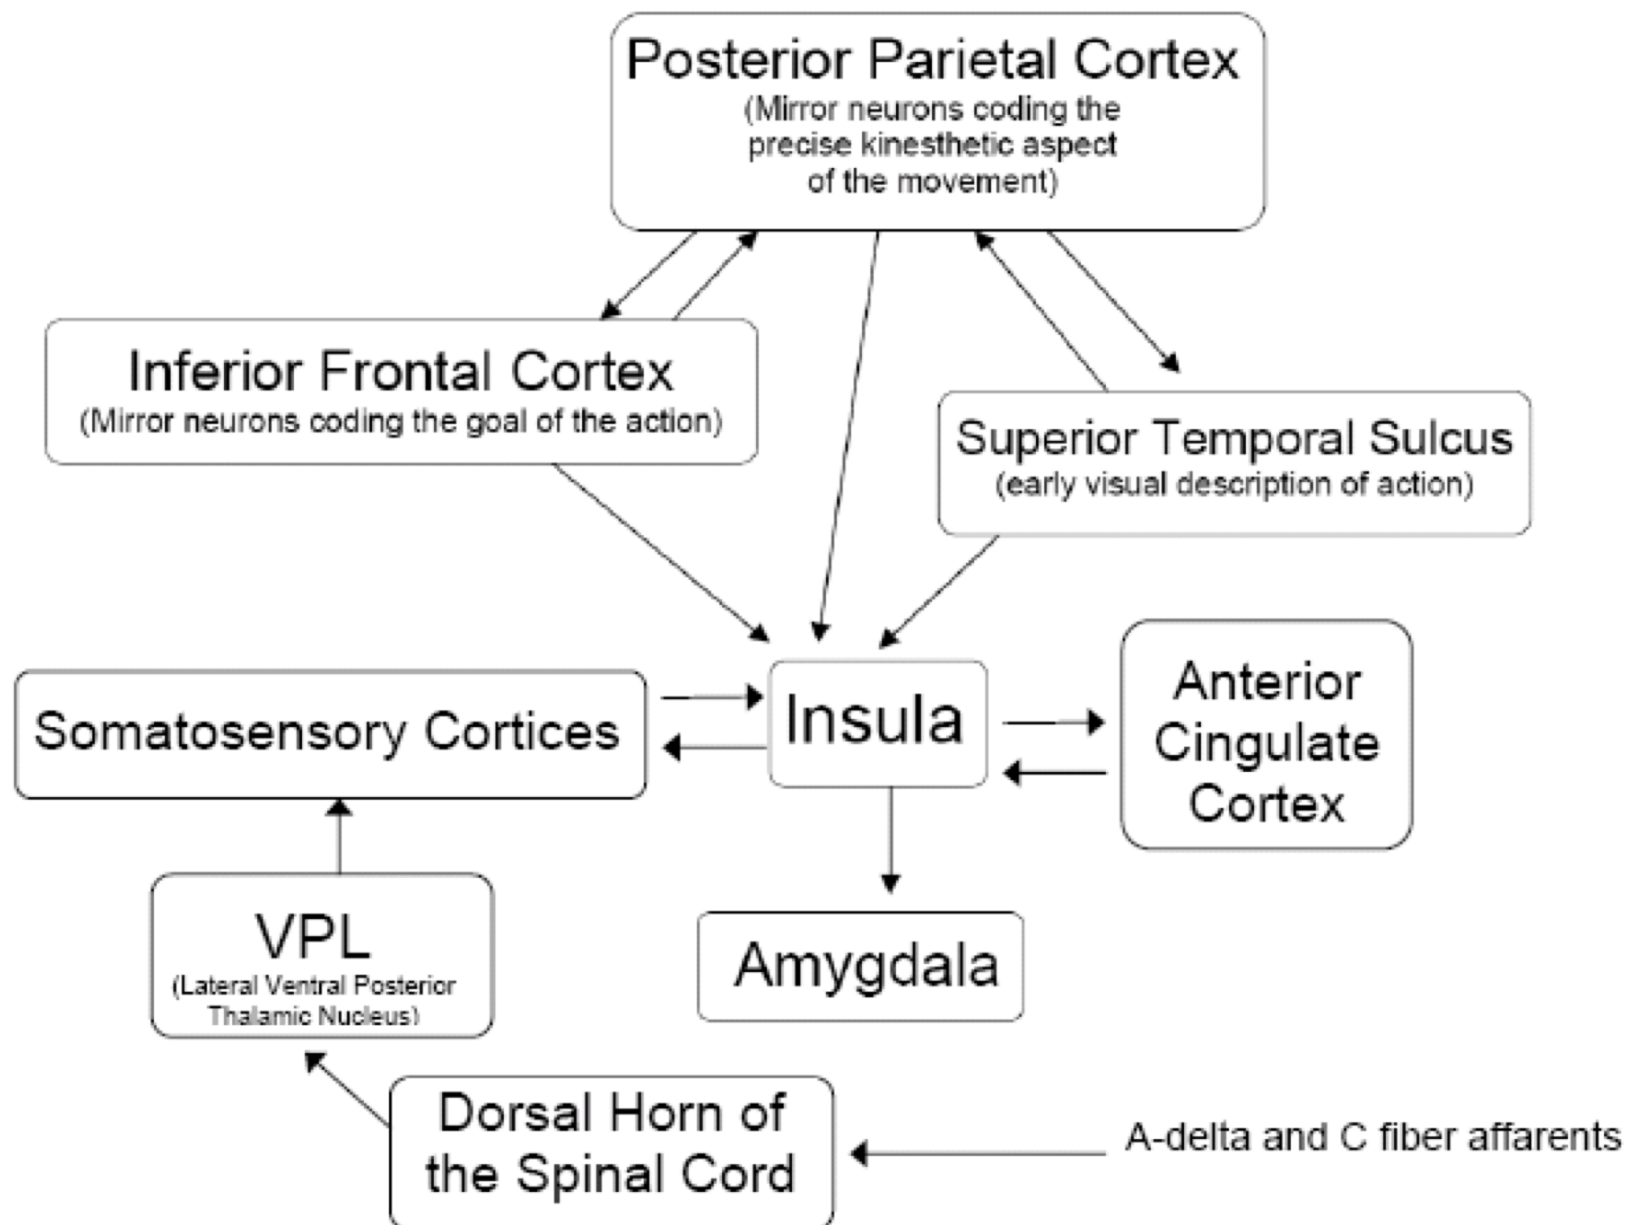 Posterior Parietal Cortex
(Mirror neurons coding the
precise kinesthetic aspect
of the movement)
Inferior Frontal Cortex
(Mirror neurons coding the goal of the action)
Superior Temporal Sulcus
(early visual description of action)
Somatosensory Cortices
Insula
Anterior
Cingulate
Cortex
VPL
(Lateral Ventral Posterior
Thalamic Nucleus)
Amygdala
Dorsal Horn of
the Spinal Cord
A-delta and C fiber affarents